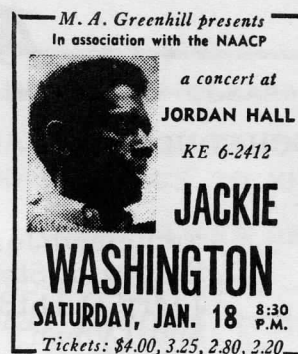 M. A. Greenhill presents
In association with the NAACP
a concert at
JORDAN HALL
KE 6-2412
JACKIE
WASHINGTON
SATURDAY, JAN. 18 8:30 P.M.
Tickets: $4.00, 3.25, 2.80, 2.20